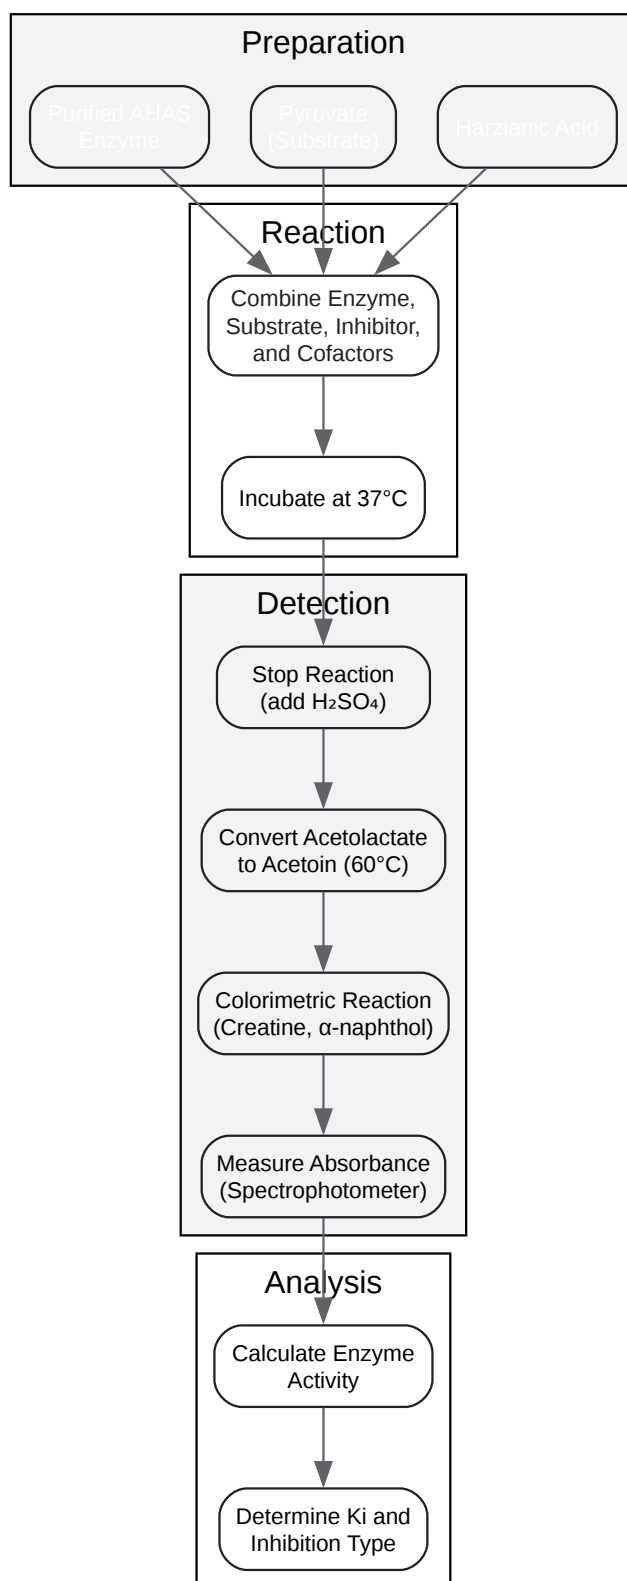 Preparation
Purified AHAS
Enzyme
Pyruvate
(Substrate)
Harzianic Acid
Reaction
Combine Enzyme,
Substrate, Inhibitor,
and Cofactors
Incubate at 37°C
Detection
Stop Reaction
(add H₂SO₄)
Convert Acetolactate
to Acetoin (60°C)
Colorimetric Reaction
(Creatine, α-naphthol)
Measure Absorbance
(Spectrophotometer)
Analysis
Calculate Enzyme
Activity
Determine Ki and
Inhibition Type